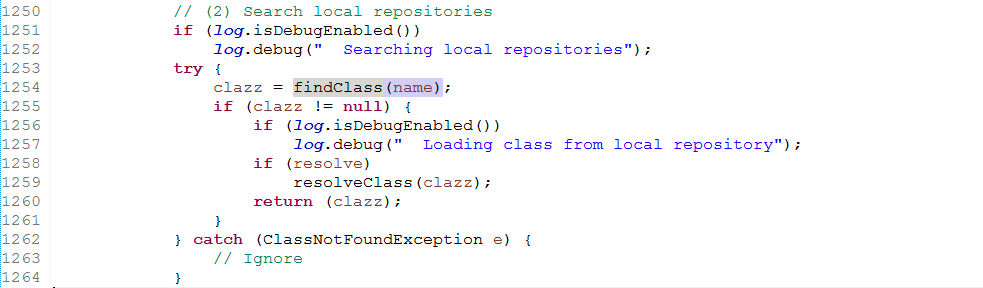 1250            // (2) Search local repositories
1251            if (log.isDebugEnabled())
1252                log.debug("  Searching local repositories");
1253            try {
1254                clazz = findClass(name);
1255                if (clazz != null) {
1256                    if (log.isDebugEnabled())
1257                        log.debug("  Loading class from local repository");
1258                    if (resolve)
1259                        resolveClass(clazz);
1260                    return (clazz);
1261                }
1262            } catch (ClassNotFoundException e) {
1263                // Ignore
1264            }